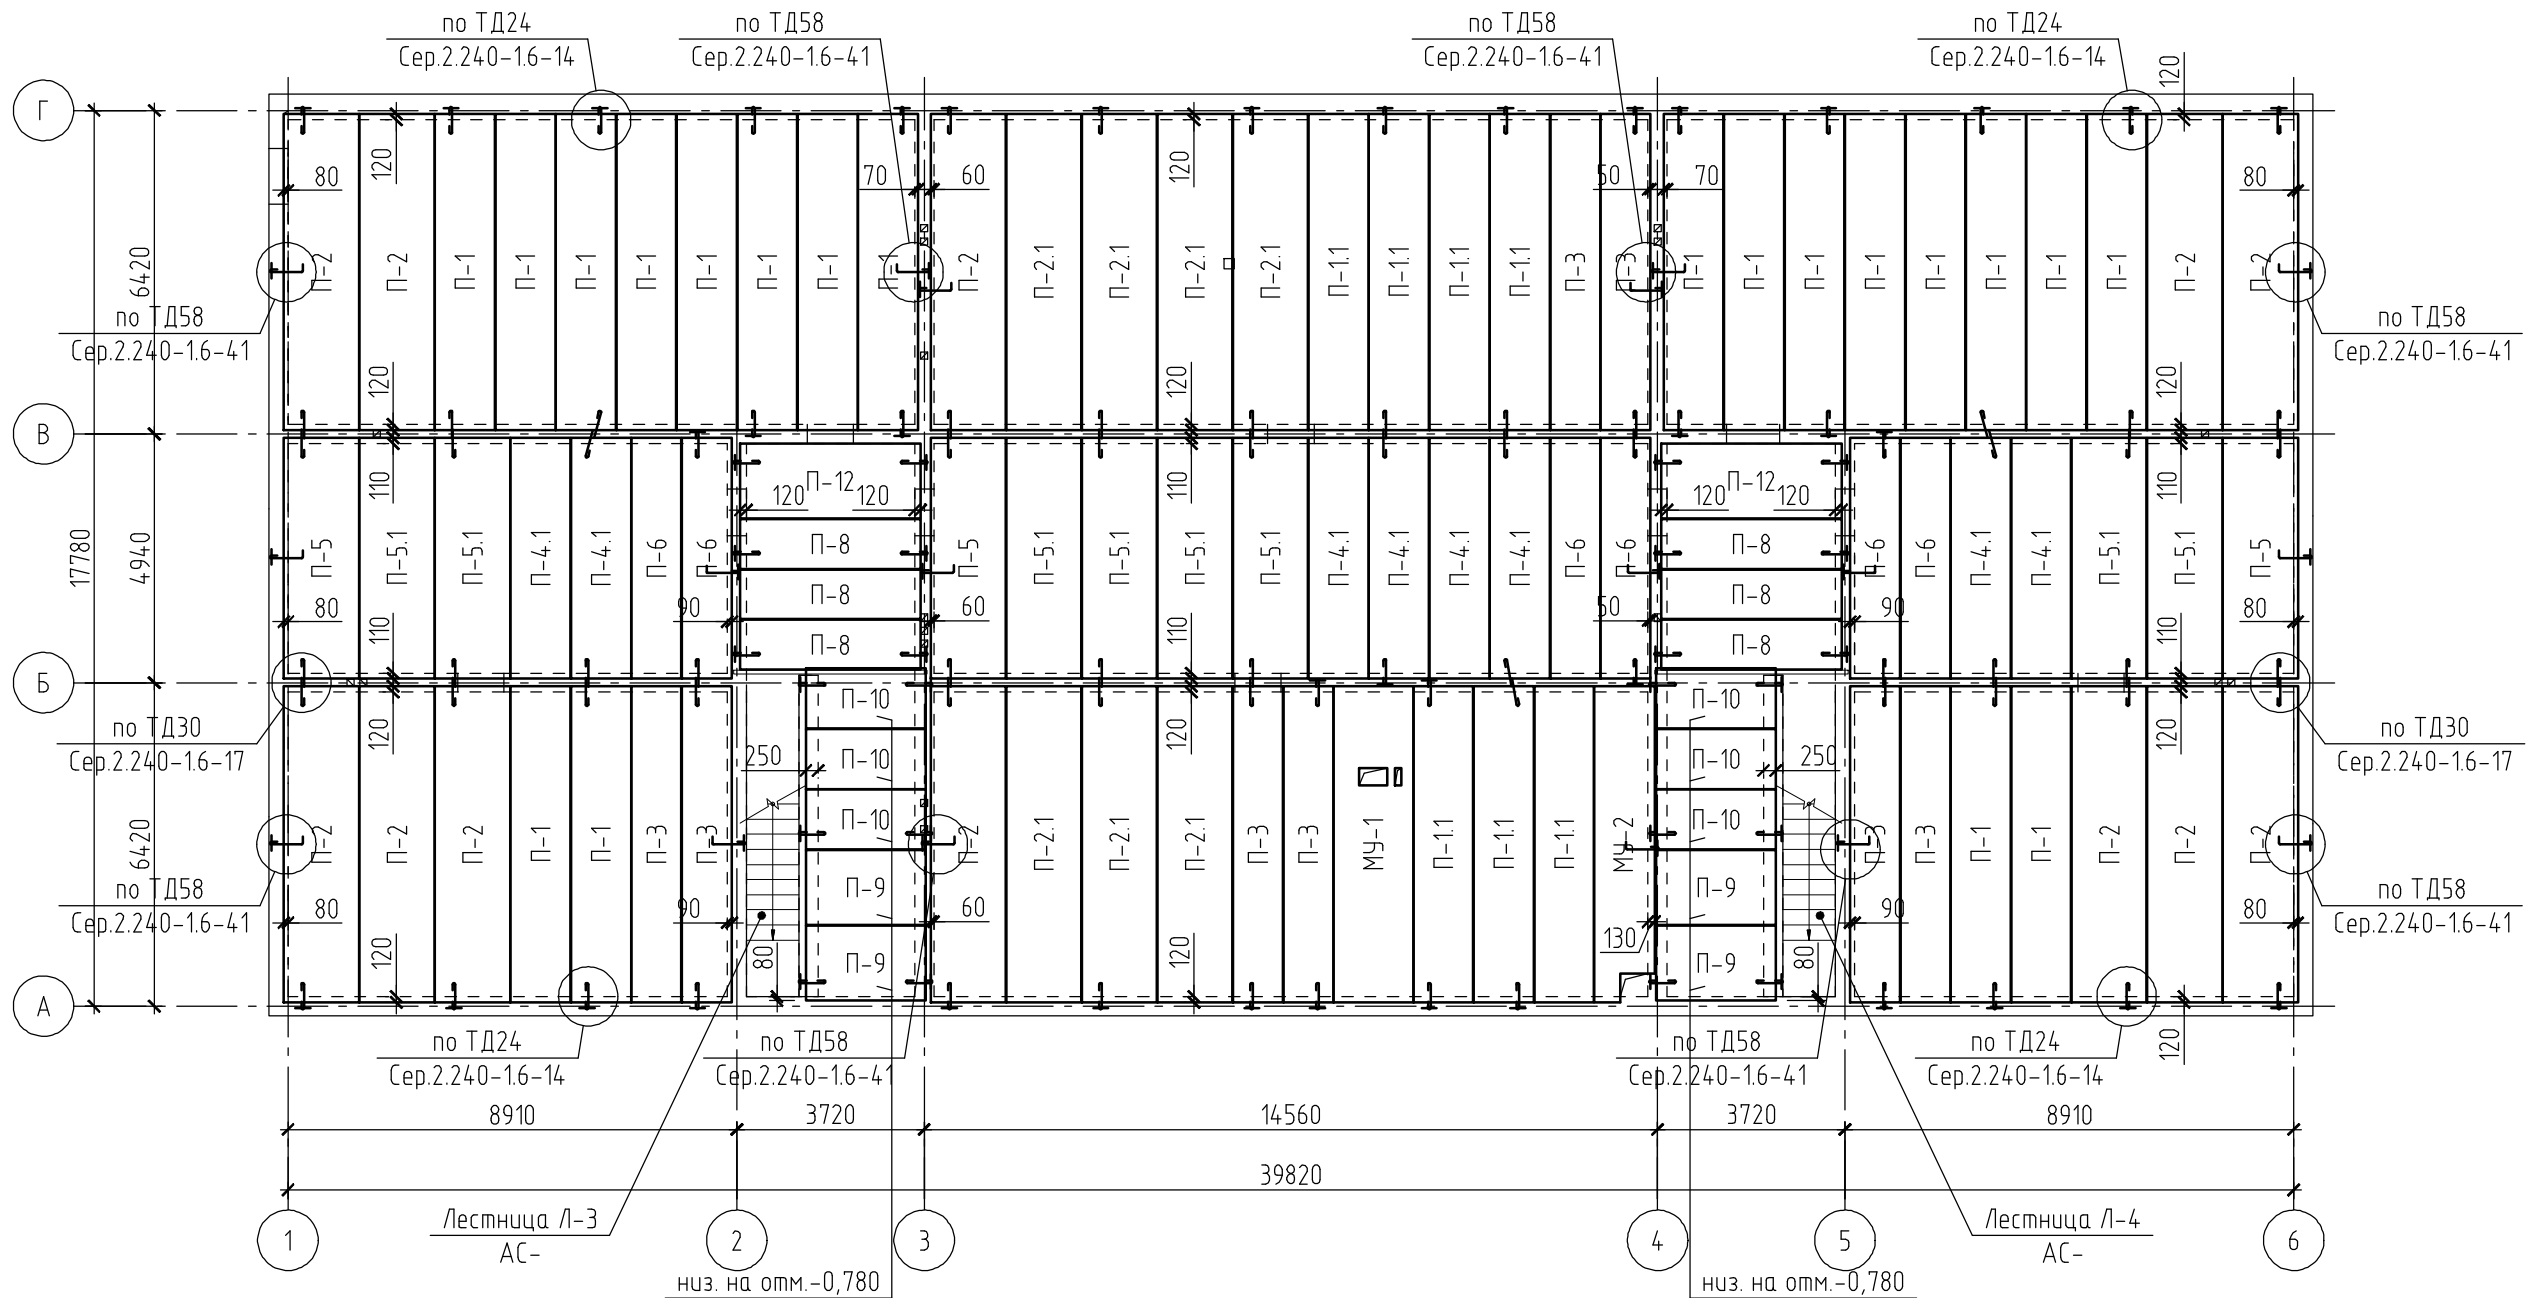 по ТД24
Сер.2.240-1.6-14
по ТД58
Сер.2.240-1.6-41
по ТД58
Сер.2.240-1.6-41
по ТД24
Сер.2.240-1.6-14
120
Г
120
120
80
70
60
50
70
80
6420
П-2
П-2
П-1
П-1
П-1
П-1
П-1
П-1
П-1
П-1
П-2
П-2.1
П-2.1
П-2.1
П-2.1
П-1.1
П-1.1
П-1.1
П-1.1
П-3
П-3
П-1
П-1
П-1
П-1
П-1
П-1
П-1
П-1
П-2
П-2
по ТД58
Сер.2.240-1.6-41
по ТД58
Сер.2.240-1.6-41
120
120
120
В
110
110
110
П-12
120
120
П-12
120
120
17780
4940
П-5
П-5.1
П-5.1
П-4.1
П-4.1
П-6
П-6
П-8
П-8
П-8
П-5
П-5.1
П-5.1
П-5.1
П-5.1
П-4.1
П-4.1
П-4.1
П-4.1
П-6
П-6
П-8
П-8
П-8
П-6
П-6
П-4.1
П-4.1
П-5.1
П-5.1
П-5
80
90
60
50
90
80
110
110
110
Б
120
120
120
по ТД30
Сер.2.240-1.6-17
по ТД30
Сер.2.240-1.6-17
П-10
П-10
П-10
П-9
П-9
250
П-10
П-10
П-10
П-9
П-9
250
6420
П-2
П-2
П-2
П-1
П-1
П-3
П-3
П-2
П-2.1
П-2.1
П-2.1
П-3
П-3
МУ-1
П-1.1
П-1.1
П-1.1
МУ-2
П-3
П-3
П-1
П-1
П-2
П-2
П-2
по ТД58
Сер.2.240-1.6-41
по ТД58
Сер.2.240-1.6-41
80
90
60
130
90
80
120
80
120
80
А
120
по ТД24
Сер.2.240-1.6-14
по ТД58
Сер.2.240-1.6-41
по ТД58
Сер.2.240-1.6-41
по ТД24
Сер.2.240-1.6-14
8910
3720
14560
3720
8910
39820
1
2
3
4
5
6
Лестница Л-3
АС-
Лестница Л-4
АС-
низ. на отм.-0,780
низ. на отм.-0,780